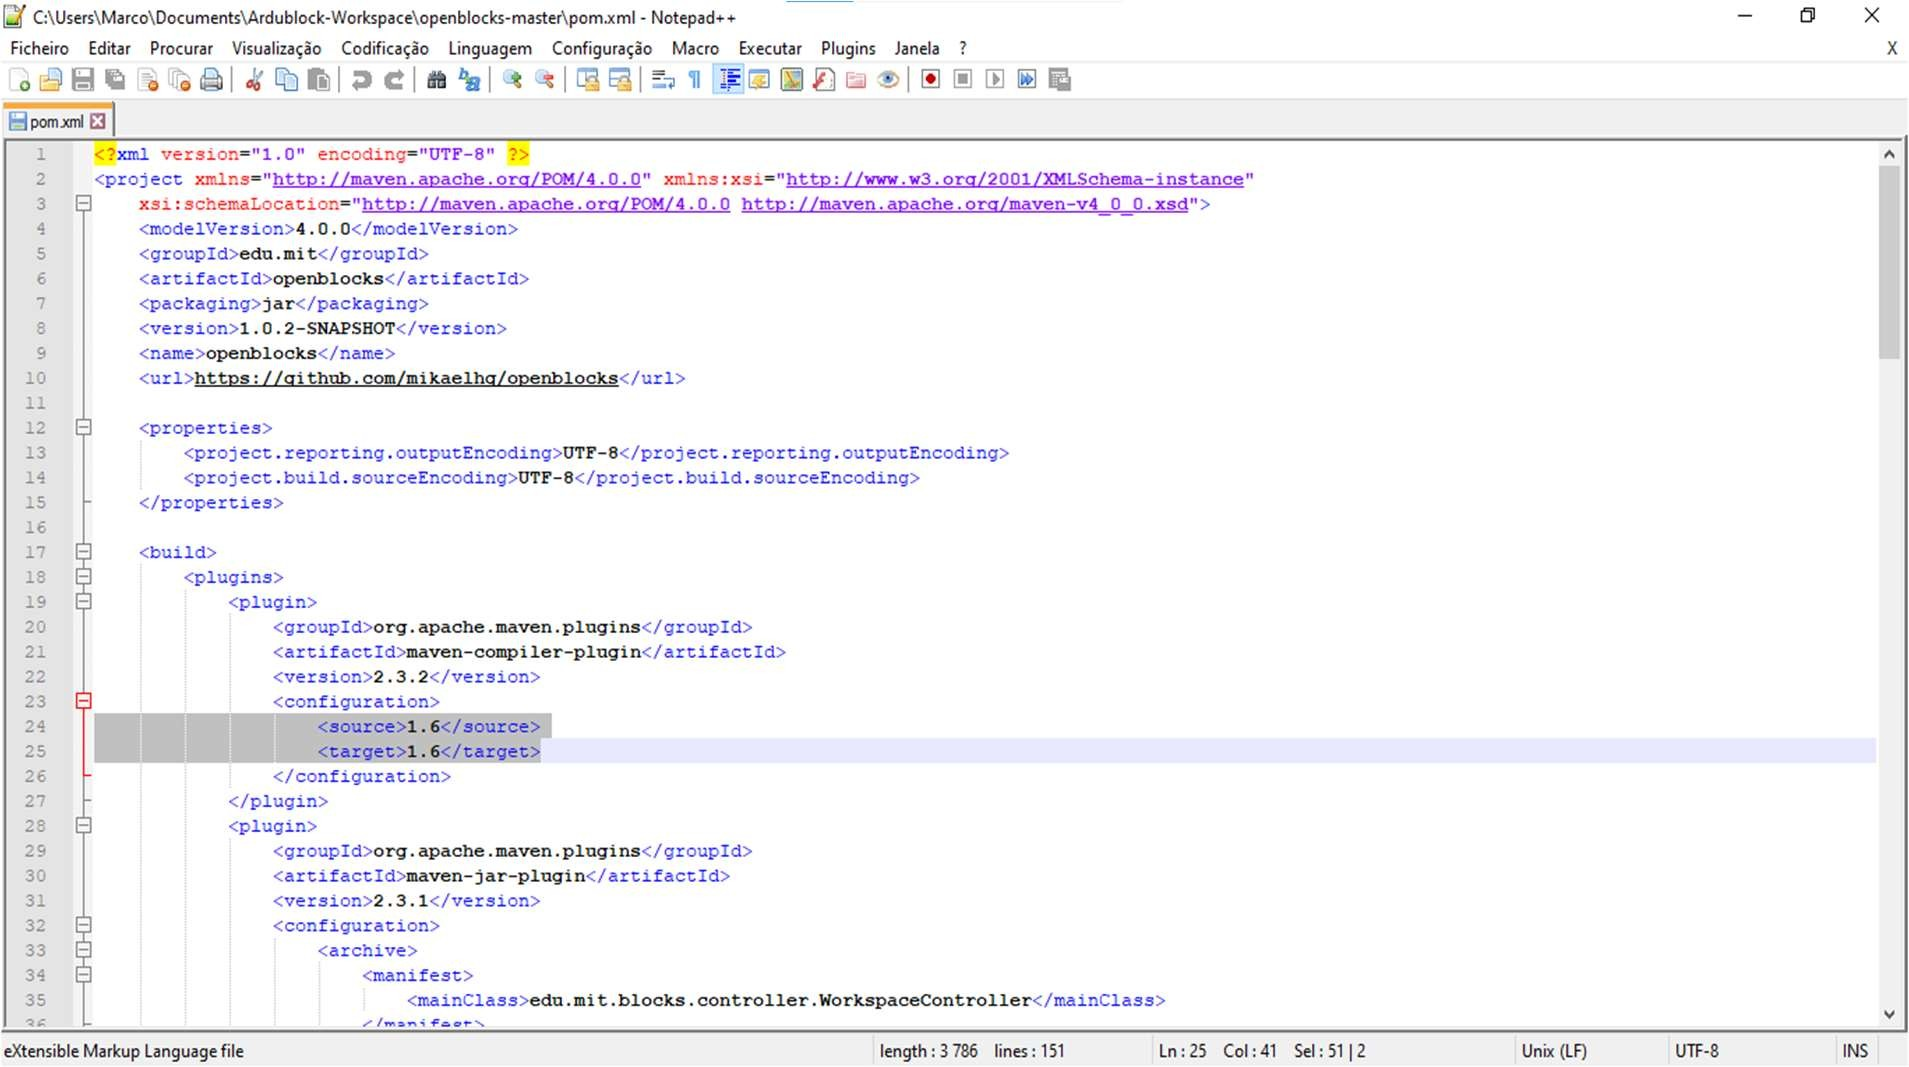 C:\Users\Marco\Documents\Ardublock-Workspace\openblocks-master\pom.xml - Notepad++
Ficheiro Editar Procurar Visualização Codificação Linguagem Configuração Macro Executar Plugins Janela ? X
pom.xml
1 <?xml version="1.0" encoding="UTF-8" ?>
2 <project xmlns="http://maven.apache.org/POM/4.0.0" xmlns:xsi="http://www.w3.org/2001/XMLSchema-instance"
3 xsi:schemaLocation="http://maven.apache.org/POM/4.0.0 http://maven.apache.org/maven-v4_0_0.xsd">
4 <modelVersion>4.0.0</modelVersion>
5 <groupId>edu.mit</groupId>
6 <artifactId>openblocks</artifactId>
7 <packaging>jar</packaging>
8 <version>1.0.2-SNAPSHOT</version>
9 <name>openblocks</name>
10 <url>https://github.com/mikaelhg/openblocks</url>
11
12 <properties>
13 <project.reporting.outputEncoding>UTF-8</project.reporting.outputEncoding>
14 <project.build.sourceEncoding>UTF-8</project.build.sourceEncoding>
15 </properties>
16
17 <build>
18 <plugins>
19 <plugin>
20 <groupId>org.apache.maven.plugins</groupId>
21 <artifactId>maven-compiler-plugin</artifactId>
22 <version>2.3.2</version>
23 <configuration>
24 <source>1.6</source>
25 <target>1.6</target>
26 </configuration>
27 </plugin>
28 <plugin>
29 <groupId>org.apache.maven.plugins</groupId>
30 <artifactId>maven-jar-plugin</artifactId>
31 <version>2.3.1</version>
32 <configuration>
33 <archive>
34 <manifest>
35 <mainClass>edu.mit.blocks.controller.WorkspaceController</mainClass>
36 </manifest>
eXtensible Markup Language file length : 3 786 lines : 151 Ln : 25 Col : 41 Sel : 51 | 2 Unix (LF) UTF-8 INS